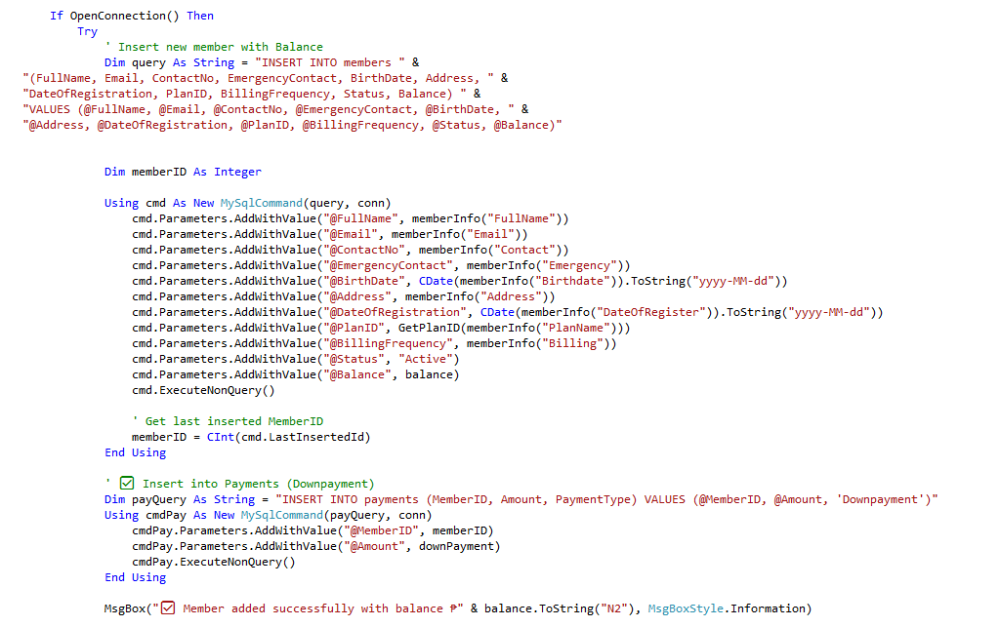 If OpenConnection() Then
Try
' Insert new member with Balance
Dim query As String = "INSERT INTO members " &
"(FullName, Email, ContactNo, EmergencyContact, BirthDate, Address, " &
"DateOfRegistration, PlanID, BillingFrequency, Status, Balance) " &
"VALUES (@FullName, @Email, @ContactNo, @EmergencyContact, @BirthDate, " &
"@Address, @DateOfRegistration, @PlanID, @BillingFrequency, @Status, @Balance)"
Dim memberID As Integer
Using cmd As New MySqlCommand(query, conn)
cmd.Parameters.AddWithValue("@FullName", memberInfo("FullName"))
cmd.Parameters.AddWithValue("@Email", memberInfo("Email"))
cmd.Parameters.AddWithValue("@ContactNo", memberInfo("Contact"))
cmd.Parameters.AddWithValue("@EmergencyContact", memberInfo("Emergency"))
cmd.Parameters.AddWithValue("@BirthDate", CDate(memberInfo("Birthdate")).ToString("yyyy-MM-dd"))
cmd.Parameters.AddWithValue("@Address", memberInfo("Address"))
cmd.Parameters.AddWithValue("@DateOfRegistration", CDate(memberInfo("DateOfRegister")).ToString("yyyy-MM-dd"))
cmd.Parameters.AddWithValue("@PlanID", GetPlanID(memberInfo("PlanName")))
cmd.Parameters.AddWithValue("@BillingFrequency", memberInfo("Billing"))
cmd.Parameters.AddWithValue("@Status", "Active")
cmd.Parameters.AddWithValue("@Balance", balance)
cmd.ExecuteNonQuery()
' Get last inserted MemberID
memberID = CInt(cmd.LastInsertedId)
End Using
' ✅ Insert into Payments (Downpayment)
Dim payQuery As String = "INSERT INTO payments (MemberID, Amount, PaymentType) VALUES (@MemberID, @Amount, 'Downpayment')"
Using cmdPay As New MySqlCommand(payQuery, conn)
cmdPay.Parameters.AddWithValue("@MemberID", memberID)
cmdPay.Parameters.AddWithValue("@Amount", downPayment)
cmdPay.ExecuteNonQuery()
End Using
MsgBox("✅ Member added successfully with balance ₱" & balance.ToString("N2"), MsgBoxStyle.Information)